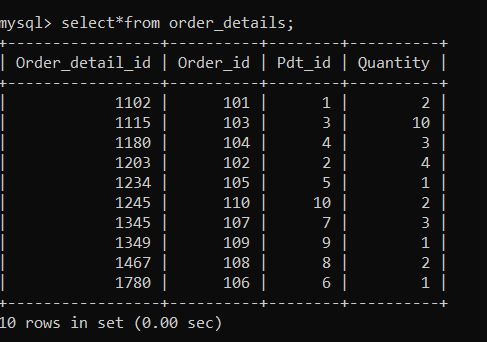 mysql> select*from order_details;
+-----------------+----------+--------+----------+
| Order_detail_id | Order_id | Pdt_id | Quantity |
+-----------------+----------+--------+----------+
|            1102 |      101 |      1 |        2 |
|            1115 |      103 |      3 |       10 |
|            1180 |      104 |      4 |        3 |
|            1203 |      102 |      2 |        4 |
|            1234 |      105 |      5 |        1 |
|            1245 |      110 |     10 |        2 |
|            1345 |      107 |      7 |        3 |
|            1349 |      109 |      9 |        1 |
|            1467 |      108 |      8 |        2 |
|            1780 |      106 |      6 |        1 |
+-----------------+----------+--------+----------+
10 rows in set (0.00 sec)